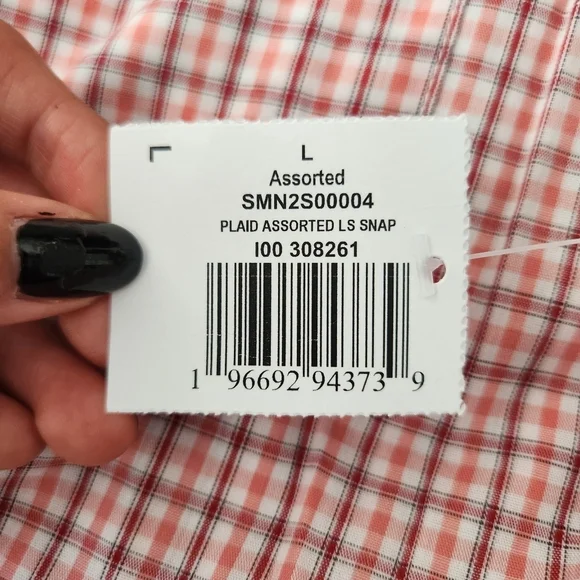 L
Assorted
SMN2S00004
PLAID ASSORTED LS SNAP
I00 308261
1 96692 94373 9